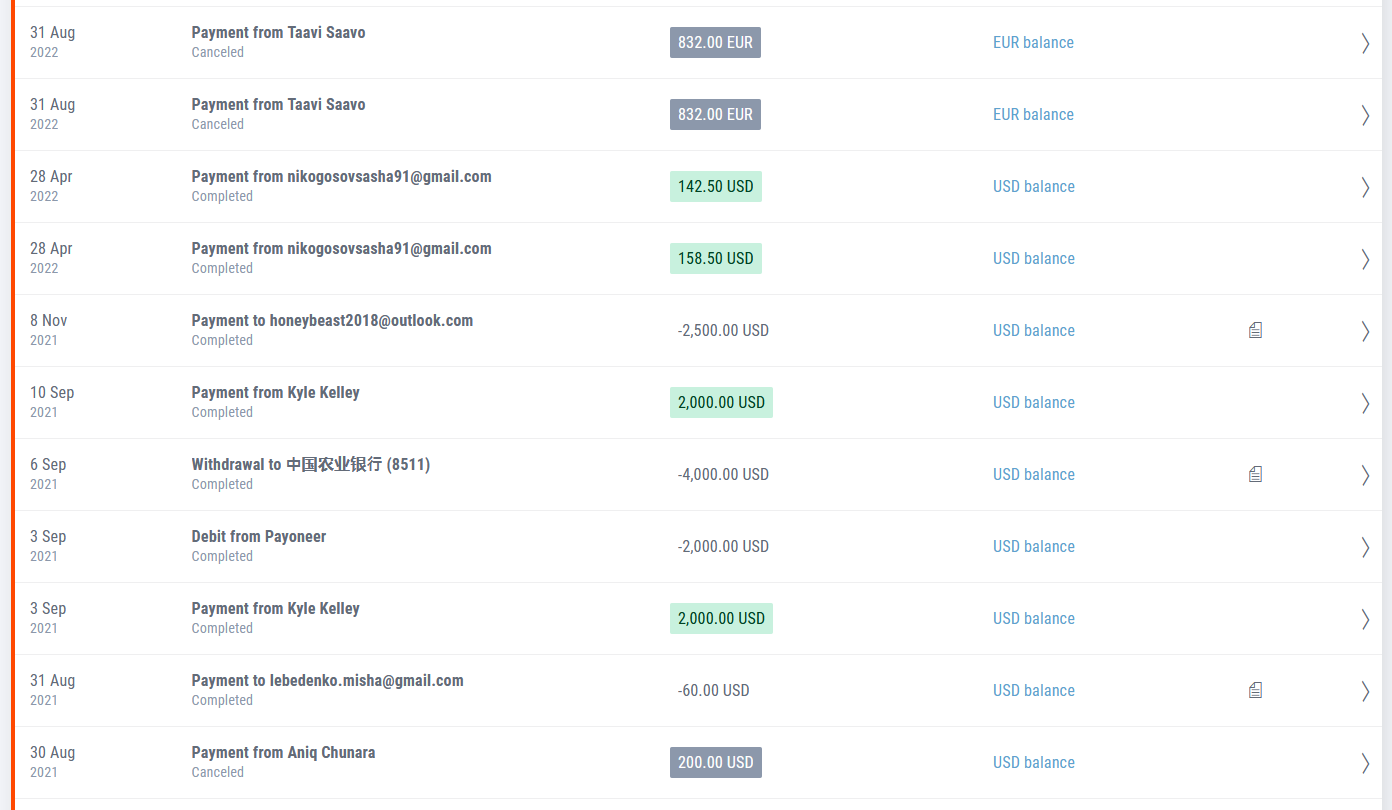 31 Aug
2022
Payment from Taavi Saavo
Canceled
832.00 EUR
EUR balance
31 Aug
2022
Payment from Taavi Saavo
Canceled
832.00 EUR
EUR balance
28 Apr
2022
Payment from nikogosovsasha91@gmail.com
Completed
142.50 USD
USD balance
28 Apr
2022
Payment from nikogosovsasha91@gmail.com
Completed
158.50 USD
USD balance
8 Nov
2021
Payment to honeybeast2018@outlook.com
Completed
-2,500.00 USD
USD balance
10 Sep
2021
Payment from Kyle Kelley
Completed
2,000.00 USD
USD balance
6 Sep
2021
Withdrawal to 中国农业银行 (8511)
Completed
-4,000.00 USD
USD balance
3 Sep
2021
Debit from Payoneer
Completed
-2,000.00 USD
USD balance
3 Sep
2021
Payment from Kyle Kelley
Completed
2,000.00 USD
USD balance
31 Aug
2021
Payment to lebedenko.misha@gmail.com
Completed
-60.00 USD
USD balance
30 Aug
2021
Payment from Aniq Chunara
Canceled
200.00 USD
USD balance